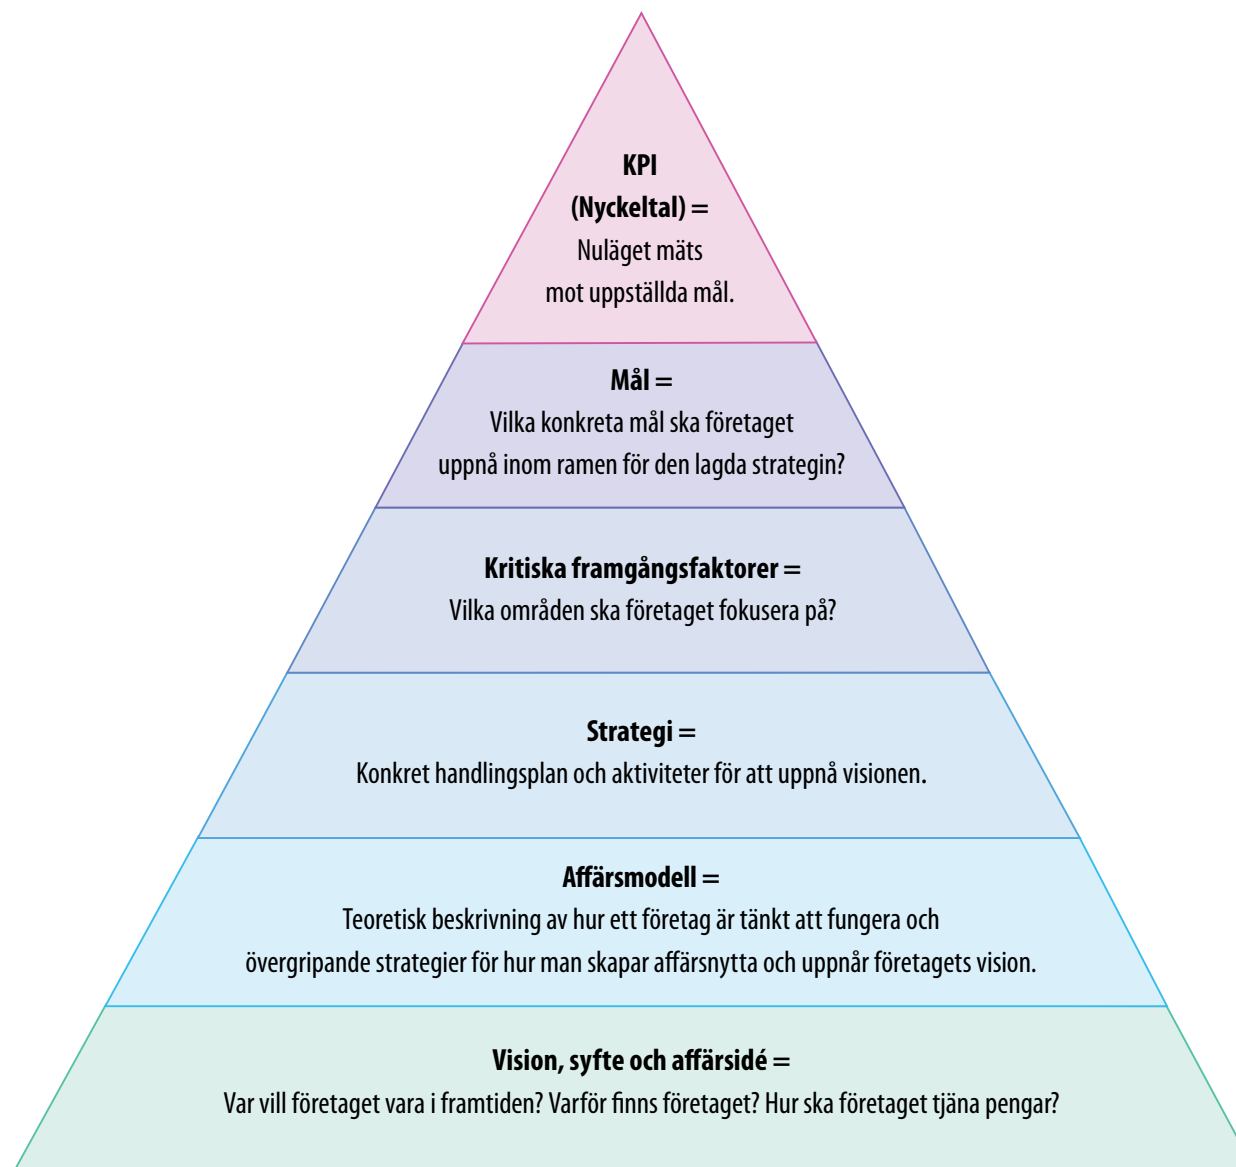 KPI
(Nyckeltal) =
Nuläget mäts
mot uppställda mål.
Mål =
Vilka konkreta mål ska företaget
uppnå inom ramen för den lagda strategin?
Kritiska framgångsfaktorer =
Vilka områden ska företaget fokusera på?
Strategi =
Konkret handlingsplan och aktiviteter för att uppnå visionen.
Affärsmodell =
Teoretisk beskrivning av hur ett företag är tänkt att fungera och
övergripande strategier för hur man skapar affärsnytta och uppnår företagets vision.
Vision, syfte och affärsidé =
Var vill företaget vara i framtiden? Varför finns företaget? Hur ska företaget tjäna pengar?